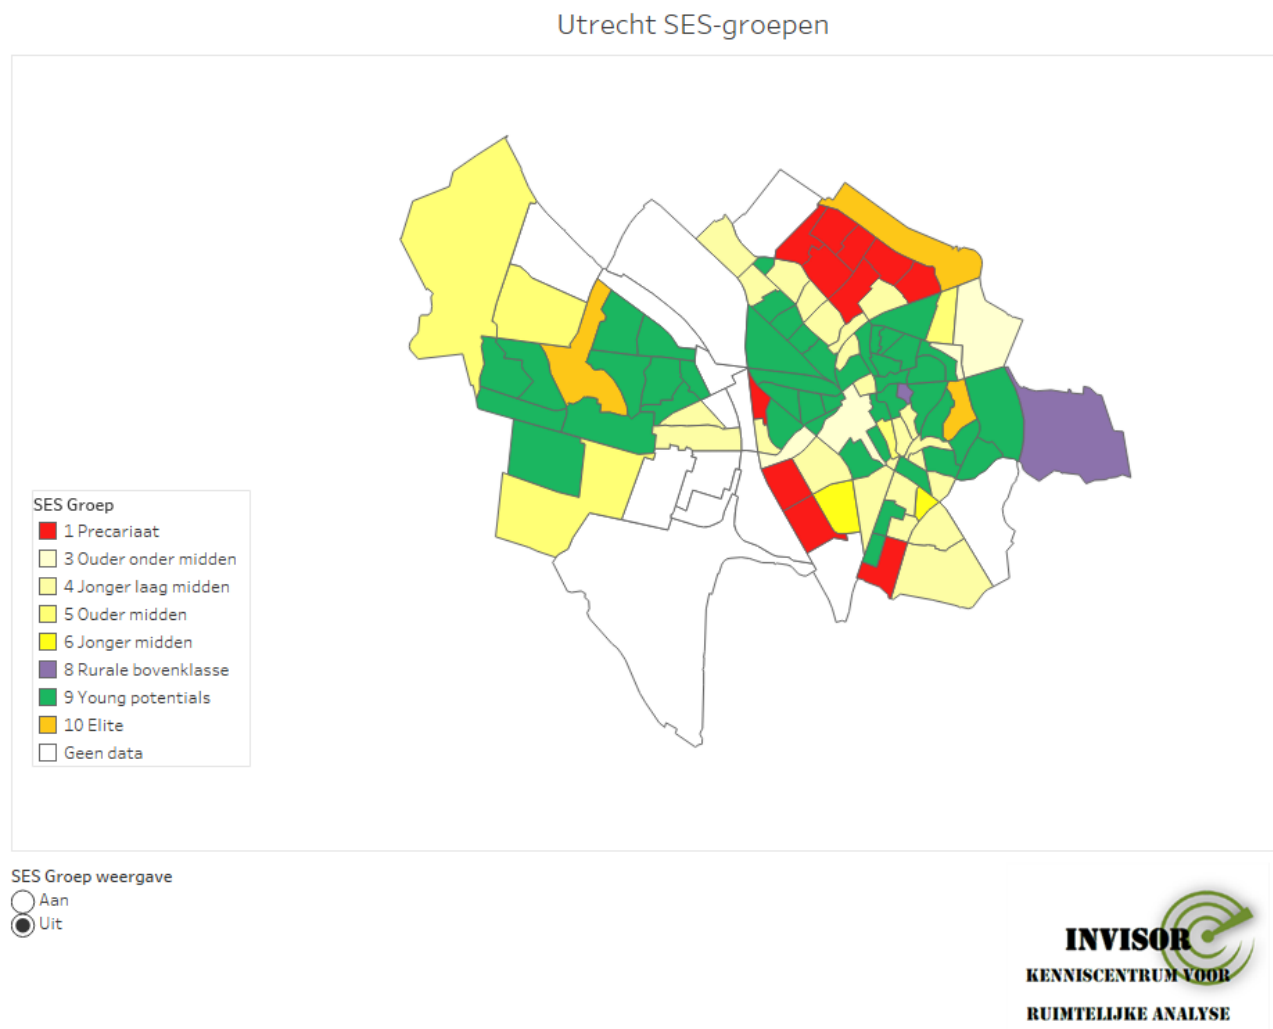 Utrecht SES-groepen
SES Groep
1 Precariaat
3 Ouder onder midden
4 Jonger laag midden
5 Ouder midden
6 Jonger midden
8 Rurale bovenklasse
9 Young potentials
10 Elite
Geen data
SES Groep weergave
Aan
Uit
INVISOR
KENNISCENTRUM VOOR
RUIMTELIJKE ANALYSE